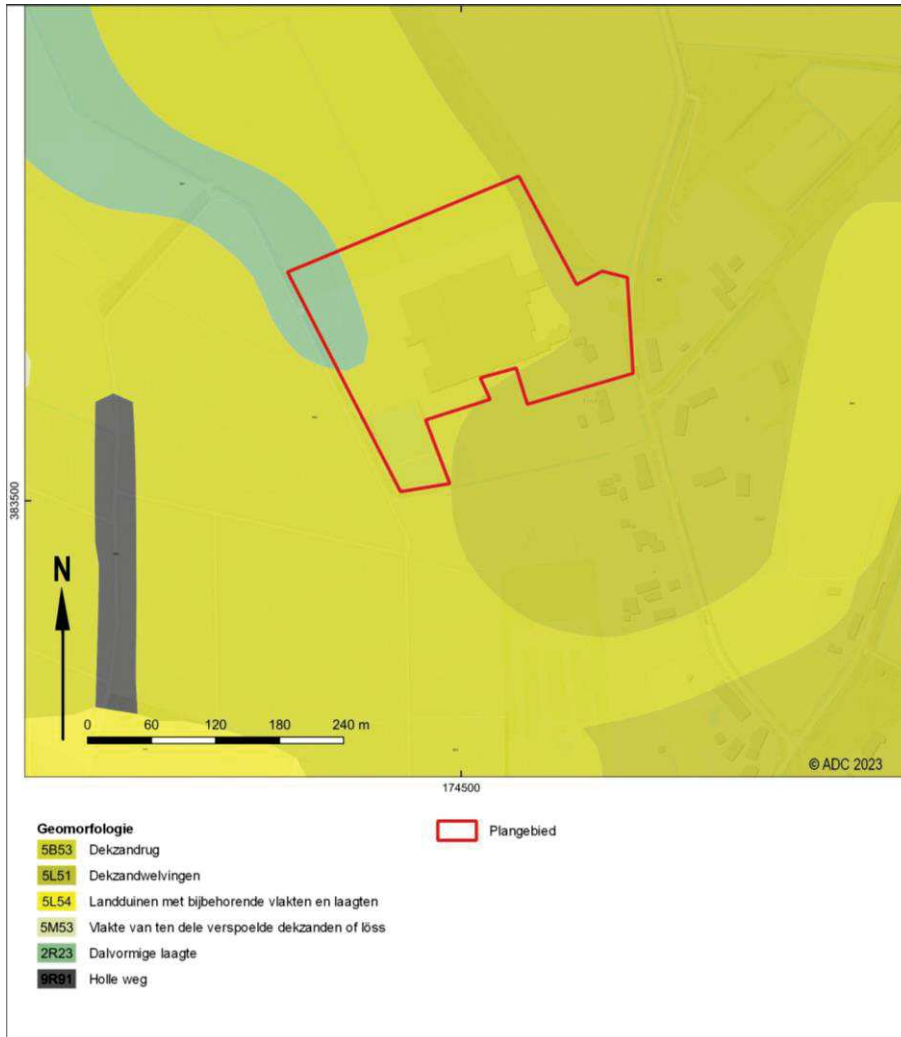 383500
N
0 60 120 180 240 m
© ADC 2023
174500
Geomorfologie
5B53 Dekzandrug
5L51 Dekzandwelvingen
5L54 Landduinen met bijbehorende vlakten en laagten
5M53 Vlakte van ten dele verspoelde dekzanden of löss
2R23 Dalvormige laagte
9R91 Holle weg
Plangebied